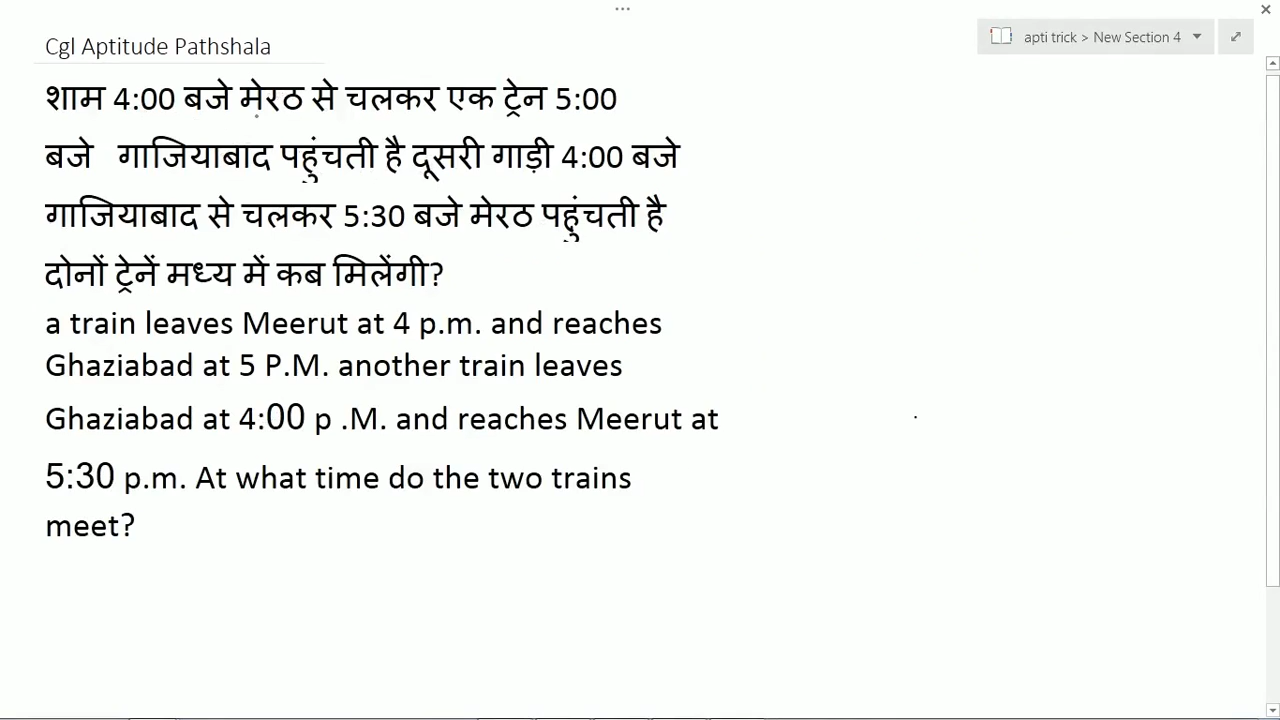 Cgl Aptitude Pathshala
apti trick > New Section 4
शाम 4:00 बजे मेरठ से चलकर एक ट्रेन 5:00
बजे गाजियाबाद पहुंचती है दूसरी गाड़ी 4:00 बजे
गाजियाबाद से चलकर 5:30 बजे मेरठ पहुंचती है
दोनों ट्रेनें मध्य में कब मिलेंगी?
a train leaves Meerut at 4 p.m. and reaches
Ghaziabad at 5 P.M. another train leaves
Ghaziabad at 4:00 p .M. and reaches Meerut at
5:30 p.m. At what time do the two trains
meet?